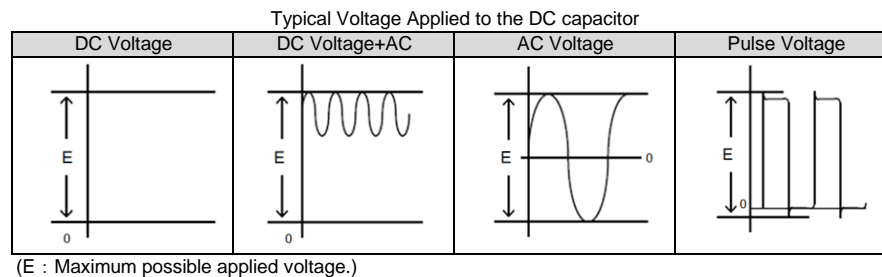 Typical Voltage Applied to the DC capacitor
DC Voltage DC Voltage+AC AC Voltage Pulse Voltage
E E E E
0 0 0 0
(E：Maximum possible applied voltage.)